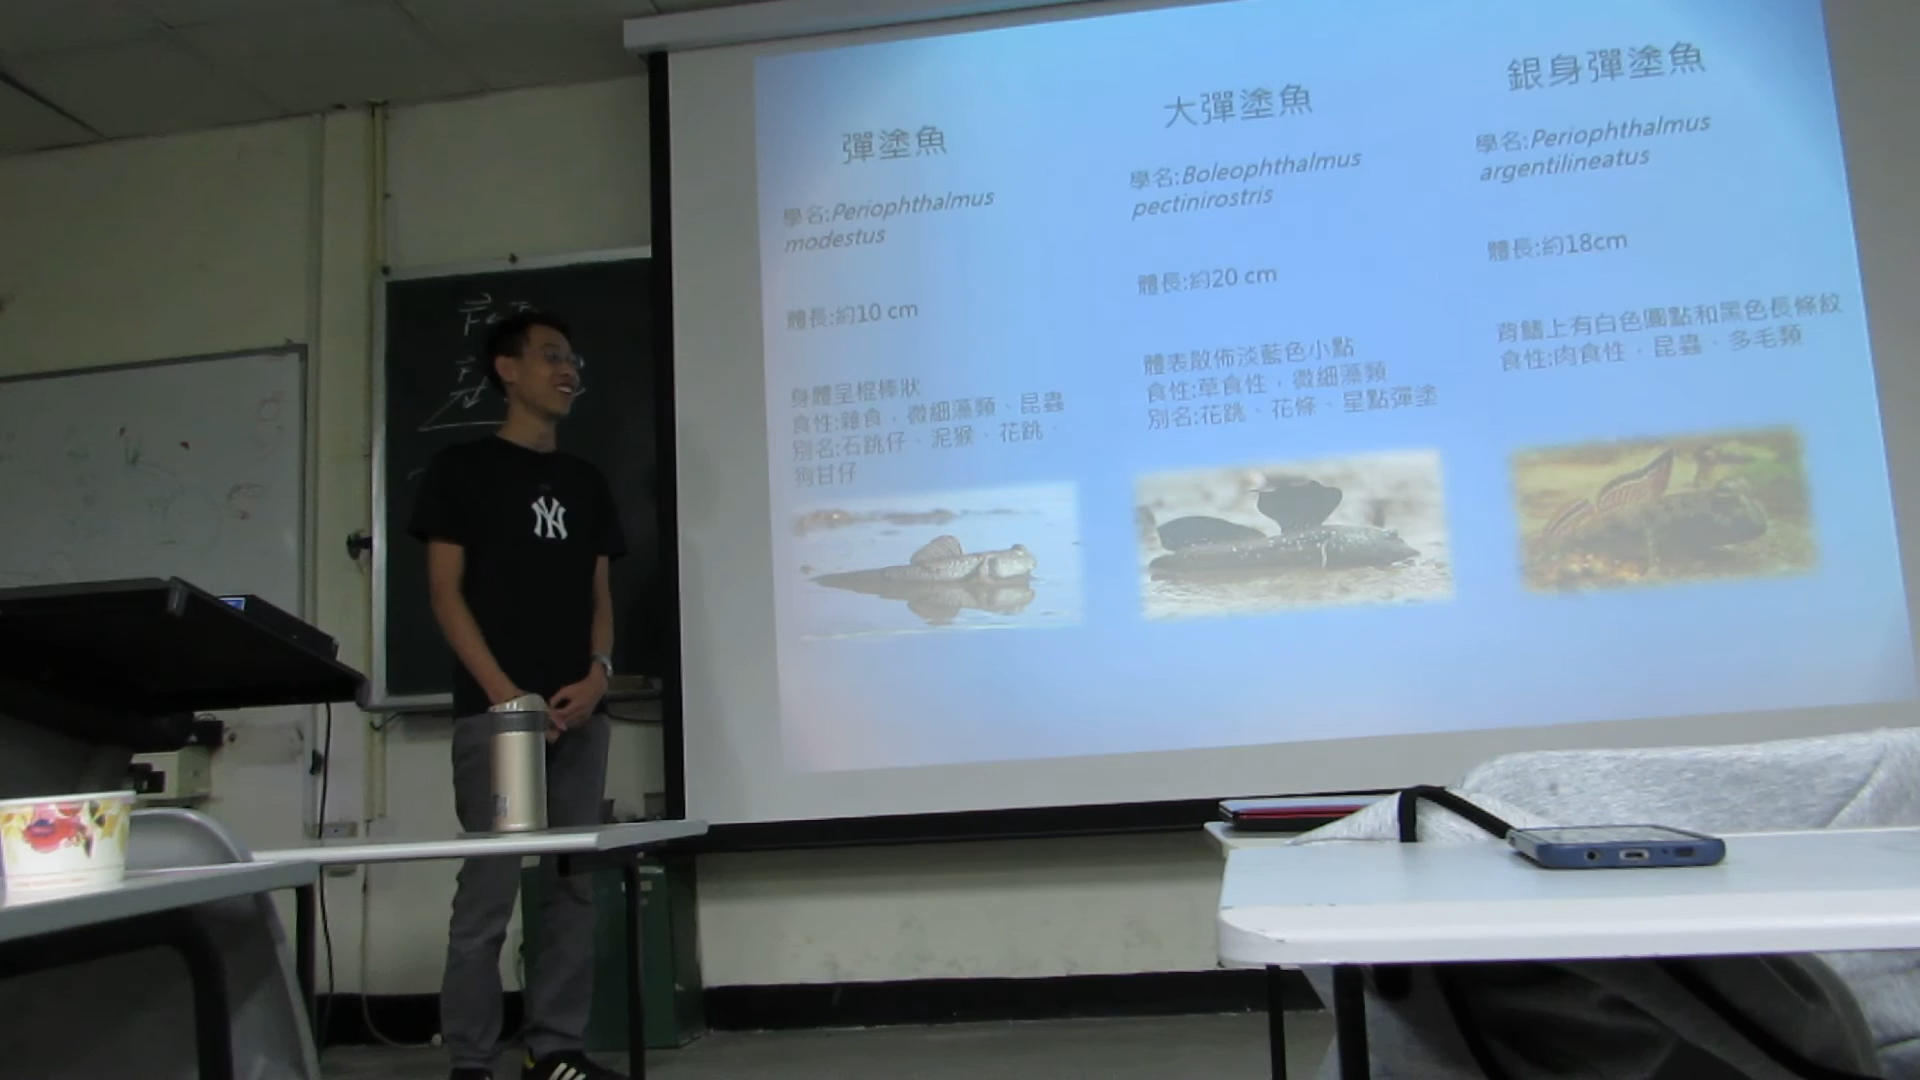 彈塗魚
學名:Periophthalmus
modestus
體長:約10 cm
身體呈棍棒狀
食性:雜食，微細藻類、昆蟲
別名:石跳仔、泥猴、花跳、
狗甘仔
大彈塗魚
學名:Boleophthalmus
pectinirostris
體長:約20 cm
體表散佈淡藍色小點
食性:草食性，微細藻類
別名:花跳、花條、星點彈塗
銀身彈塗魚
學名:Periophthalmus
argentilineatus
體長:約18cm
背鰭上有白色圓點和黑色長條紋
食性:肉食性，昆蟲、多毛類
NY